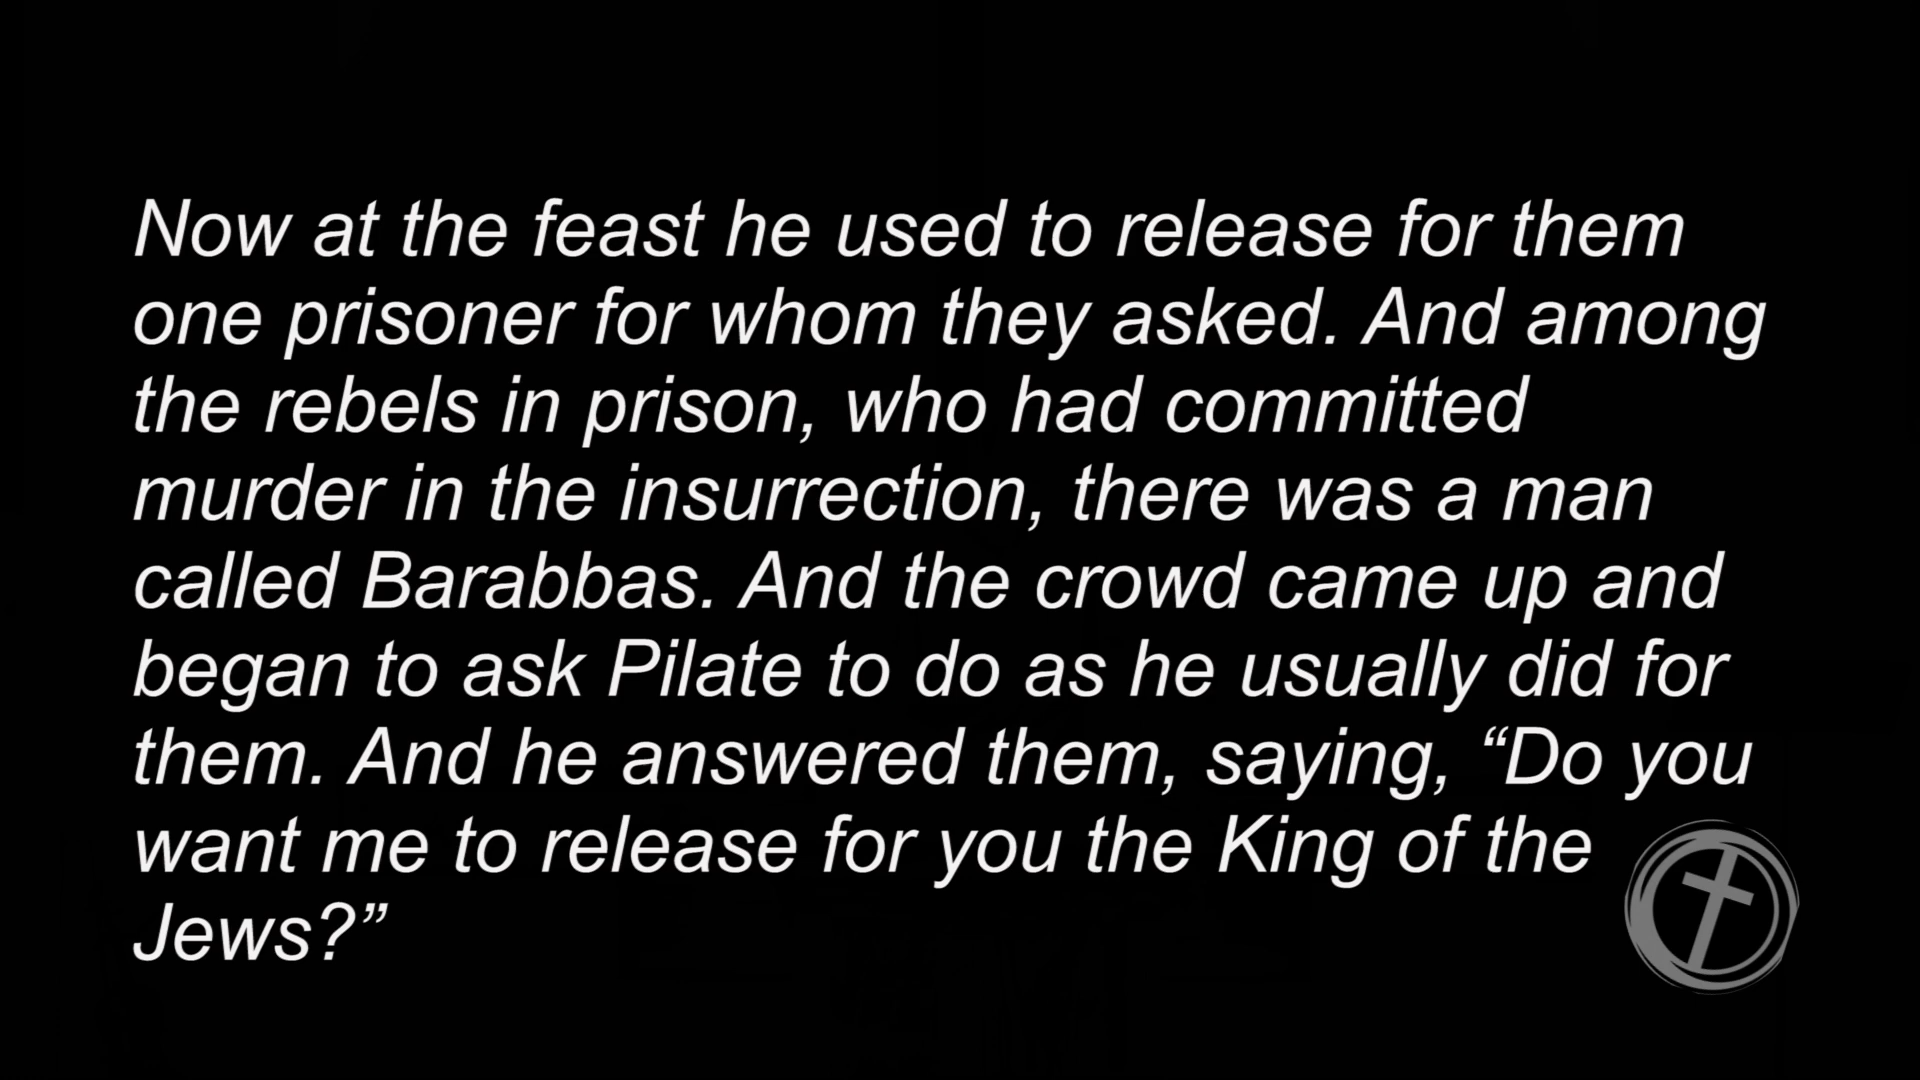 Now at the feast he used to release for them
one prisoner for whom they asked. And among
the rebels in prison, who had committed
murder in the insurrection, there was a man
called Barabbas. And the crowd came up and
began to ask Pilate to do as he usually did for
them. And he answered them, saying, “Do you
want me to release for you the King of the
Jews?”